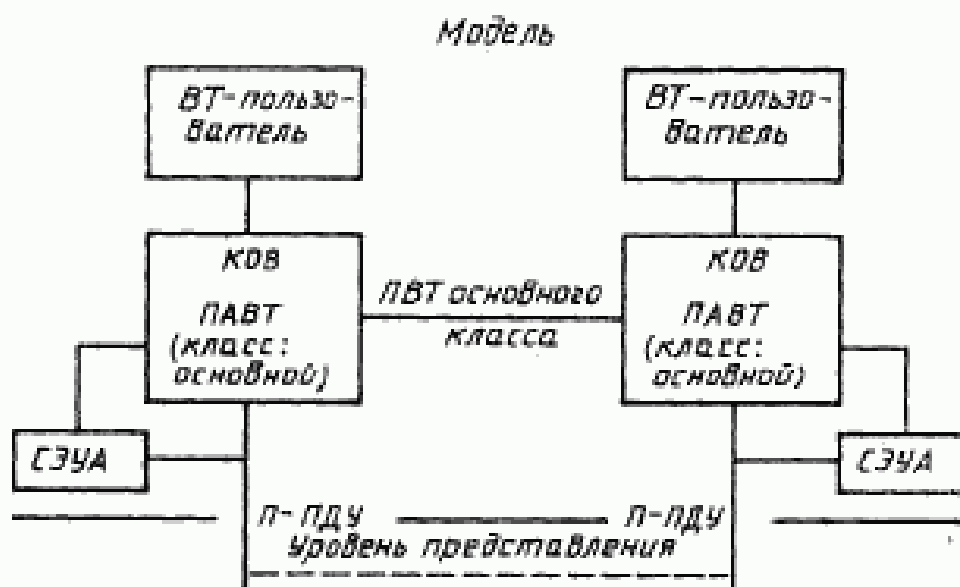 Модель
ВТ-пользо-
ватель
ВТ-пользо-
ватель
КОВ
ПАВТ
(класс:
основной)
ПВТ основного
класса
КОВ
ПАВТ
(класс:
основной)
СЭУА
СЭУА
П-ПДУ
П-ПДУ
Уровень представления